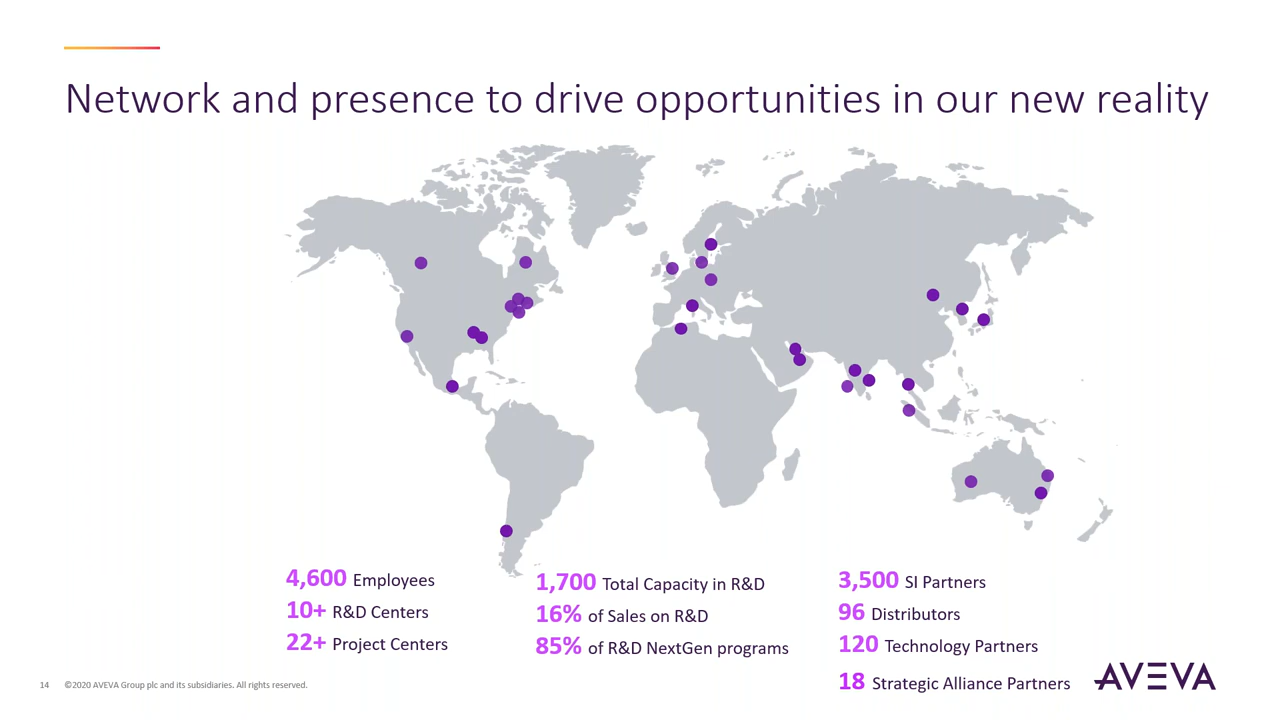 Network and presence to drive opportunities in our new reality
4,600 Employees
10+ R&D Centers
22+ Project Centers
1,700 Total Capacity in R&D
16% of Sales on R&D
85% of R&D NextGen programs
3,500 SI Partners
96 Distributors
120 Technology Partners
18 Strategic Alliance Partners
14 ©2020 AVEVA Group plc and its subsidiaries. All rights reserved.
AVEVA